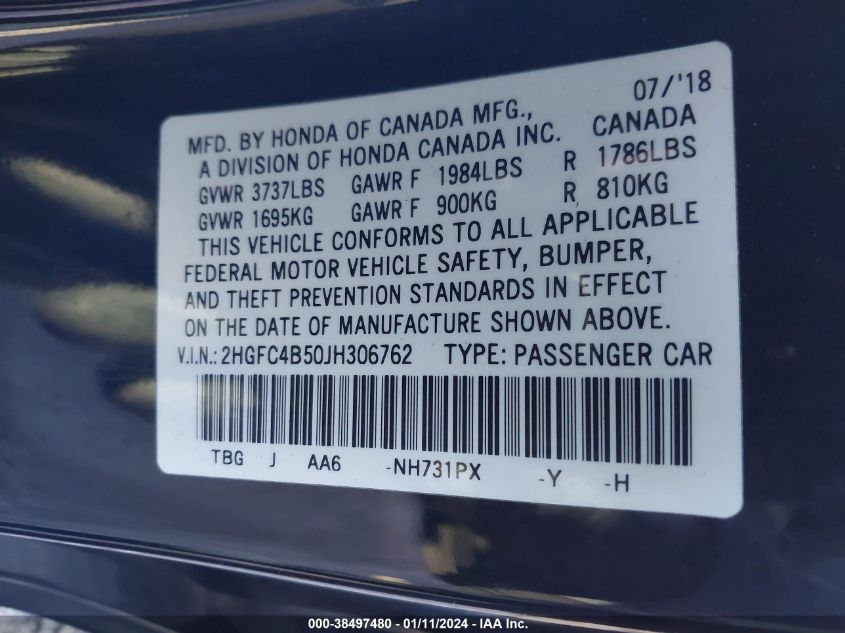 07/'18
MFD. BY HONDA OF CANADA MFG., CANADA
A DIVISION OF HONDA CANADA INC.
GVWR 3737LBS GAWR F 1984LBS R 1786LBS
GVWR 1695KG GAWR F 900KG R 810KG
THIS VEHICLE CONFORMS TO ALL APPLICABLE
FEDERAL MOTOR VEHICLE SAFETY, BUMPER,
AND THEFT PREVENTION STANDARDS IN EFFECT
ON THE DATE OF MANUFACTURE SHOWN ABOVE.
V.I.N.: 2HGFC4B50JH306762 TYPE: PASSENGER CAR
TBG J AA6 -NH731PX -Y -H
000-38497480 - 01/11/2024 - IAA Inc.